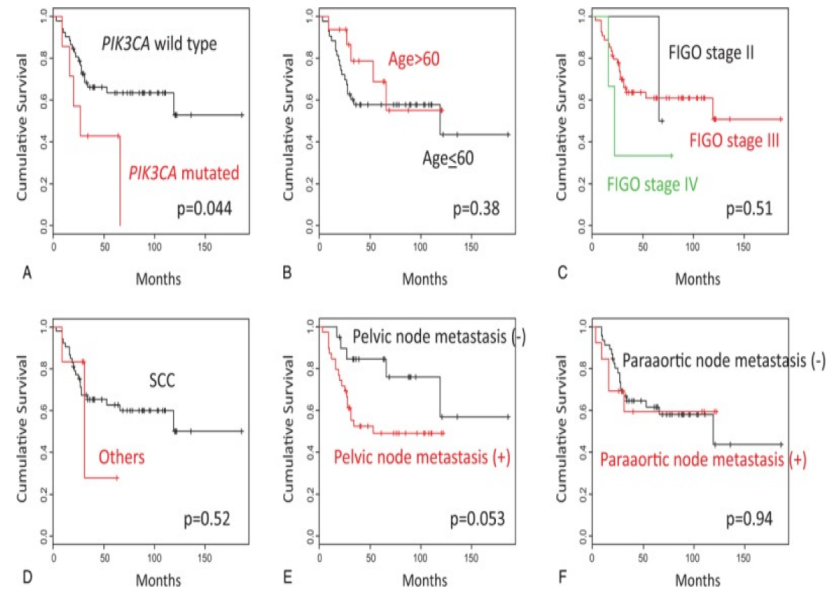 Cumulative Survival
0.0 0.2 0.4 0.6 0.8 1.0
PIK3CA wild type
PIK3CA mutated
p=0.044
0 50 100 150
A
Months
Cumulative Survival
0.0 0.2 0.4 0.6 0.8 1.0
Age>60
Age≤60
p=0.38
0 50 100 150
B
Months
Cumulative Survival
0.0 0.2 0.4 0.6 0.8 1.0
FIGO stage II
FIGO stage III
FIGO stage IV
p=0.51
0 50 100 150
C
Months
Cumulative Survival
0.0 0.2 0.4 0.6 0.8 1.0
SCC
Others
p=0.52
0 50 100 150
D
Months
Cumulative Survival
0.0 0.2 0.4 0.6 0.8 1.0
Pelvic node metastasis (-)
Pelvic node metastasis (+)
p=0.053
0 50 100 150
E
Months
Cumulative Survival
0.0 0.2 0.4 0.6 0.8 1.0
Paraaortic node metastasis (-)
Paraaortic node metastasis (+)
p=0.94
0 50 100 150
F
Months